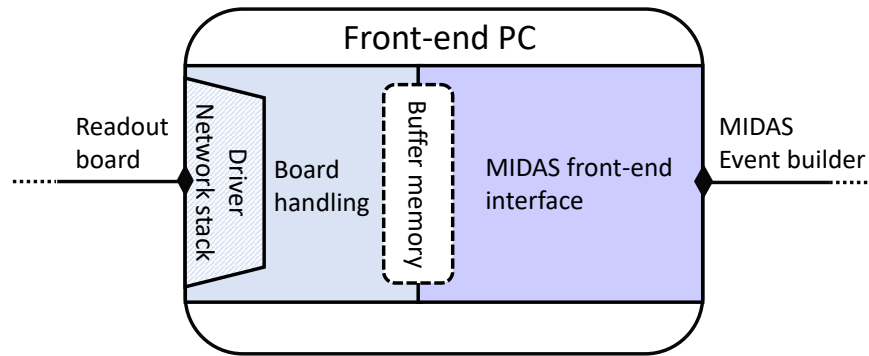 Front-end PC
Readout
board
Network stack
Driver
Board
handling
Buffer memory
MIDAS front-end
interface
MIDAS
Event builder